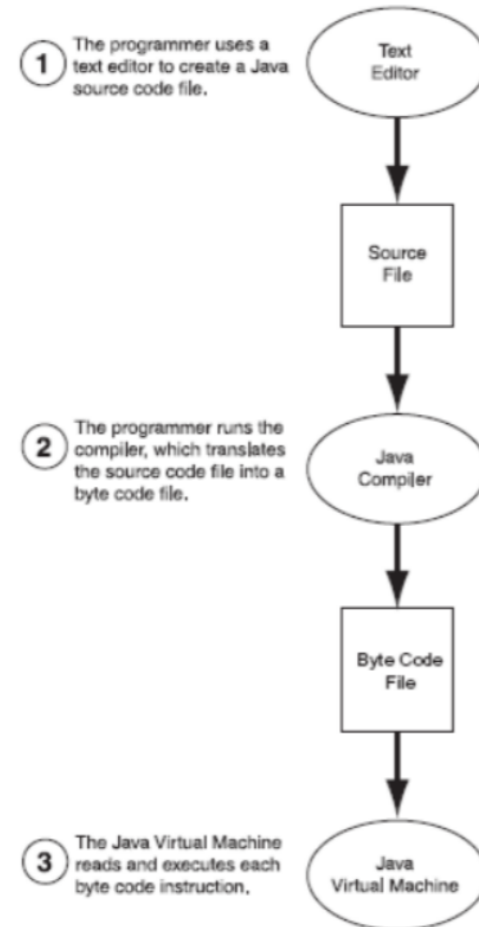 1
The programmer uses a
text editor to create a Java
source code file.
Text
Editor
Source
File
2
The programmer runs the
compiler, which translates
the source code file into a
byte code file.
Java
Compiler
Byte Code
File
3
The Java Virtual Machine
reads and executes each
byte code instruction.
Java
Virtual Machine